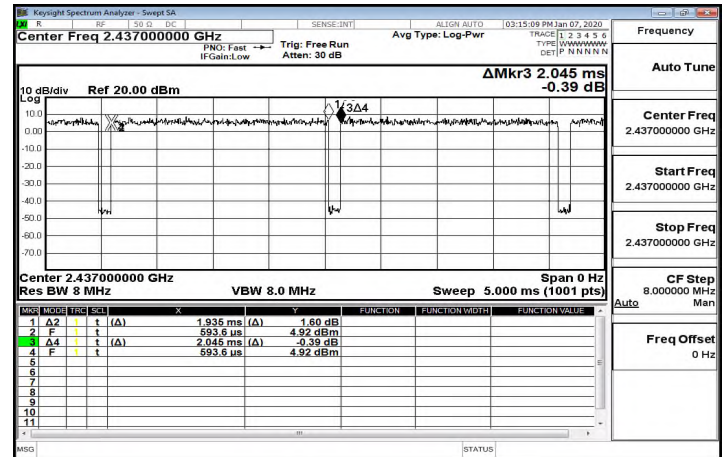 Keysight Spectrum Analyzer - Swept SA
R RF 50 Ω DC SENSE:INT ALIGN AUTO 03:15:09 PM Jan 07, 2020
Center Freq 2.437000000 GHz
PNO: Fast
IFGain:Low
Trig: Free Run
Atten: 30 dB
Avg Type: Log-Pwr
TRACE 1 2 3 4 5 6
TYPE WWWWWW
DET P N N N N N
ΔMkr3 2.045 ms
-0.39 dB
10 dB/div Ref 20.00 dBm
Log
10.0
0.00
-10.0
-20.0
-30.0
-40.0
-50.0
-60.0
-70.0
3Δ4
Center 2.437000000 GHz Span 0 Hz
Res BW 8 MHz VBW 8.0 MHz Sweep 5.000 ms (1001 pts)
MKR MODE TRC SCL X Y FUNCTION FUNCTION WIDTH FUNCTION VALUE
1 Δ2 1 t (Δ) 1.935 ms (Δ) 1.60 dB
2 F 1 t 593.6 µs 4.92 dBm
3 Δ4 1 t (Δ) 2.045 ms (Δ) -0.39 dB
4 F 1 t 593.6 µs 4.92 dBm
5
6
7
8
9
10
11
MSG STATUS
Frequency
Auto Tune
Center Freq
2.437000000 GHz
Start Freq
2.437000000 GHz
Stop Freq
2.437000000 GHz
CF Step
8.000000 MHz
Auto Man
Freq Offset
0 Hz